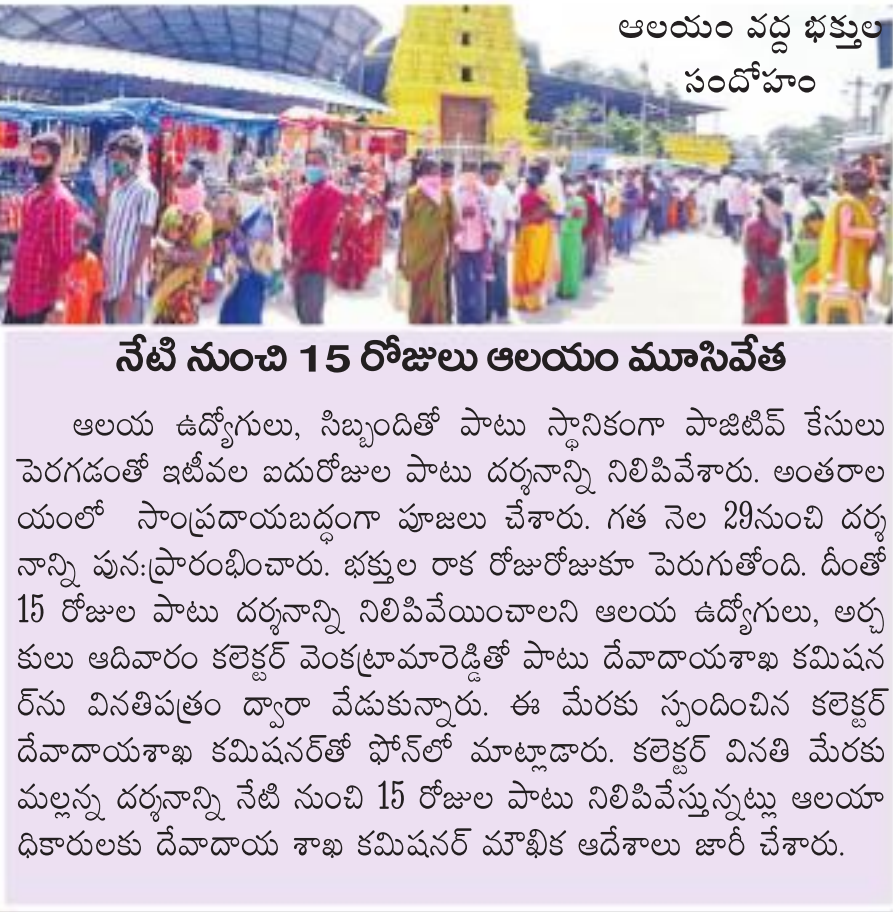 ఆలయం వద్ద భక్తుల
సందోహం
నేటి నుంచి 15 రోజులు ఆలయం మూసివేత
ఆలయ ఉద్యోగులు, సిబ్బందితో పాటు స్థానికంగా పాజిటివ్ కేసులు
పెరగడంతో ఇటీవల ఐదురోజుల పాటు దర్శనాన్ని నిలిపివేశారు. అంతరాల
యంలో సాంప్రదాయబద్ధంగా పూజలు చేశారు. గత నెల 29నుంచి దర్శ
నాన్ని పున:ప్రారంభించారు. భక్తుల రాక రోజురోజుకూ పెరుగుతోంది. దీంతో
15 రోజుల పాటు దర్శనాన్ని నిలిపివేయించాలని ఆలయ ఉద్యోగులు, అర్చ
కులు ఆదివారం కలెక్టర్ వెంకట్రామారెడ్డితో పాటు దేవాదాయశాఖ కమిషన
ర్‌ను వినతిపత్రం ద్వారా వేడుకున్నారు. ఈ మేరకు స్పందించిన కలెక్టర్
దేవాదాయశాఖ కమిషనర్‌తో ఫోన్‌లో మాట్లాడారు. కలెక్టర్ వినతి మేరకు
మల్లన్న దర్శనాన్ని నేటి నుంచి 15 రోజుల పాటు నిలిపివేస్తున్నట్లు ఆలయా
ధికారులకు దేవాదాయ శాఖ కమిషనర్ మౌఖిక ఆదేశాలు జారీ చేశారు.